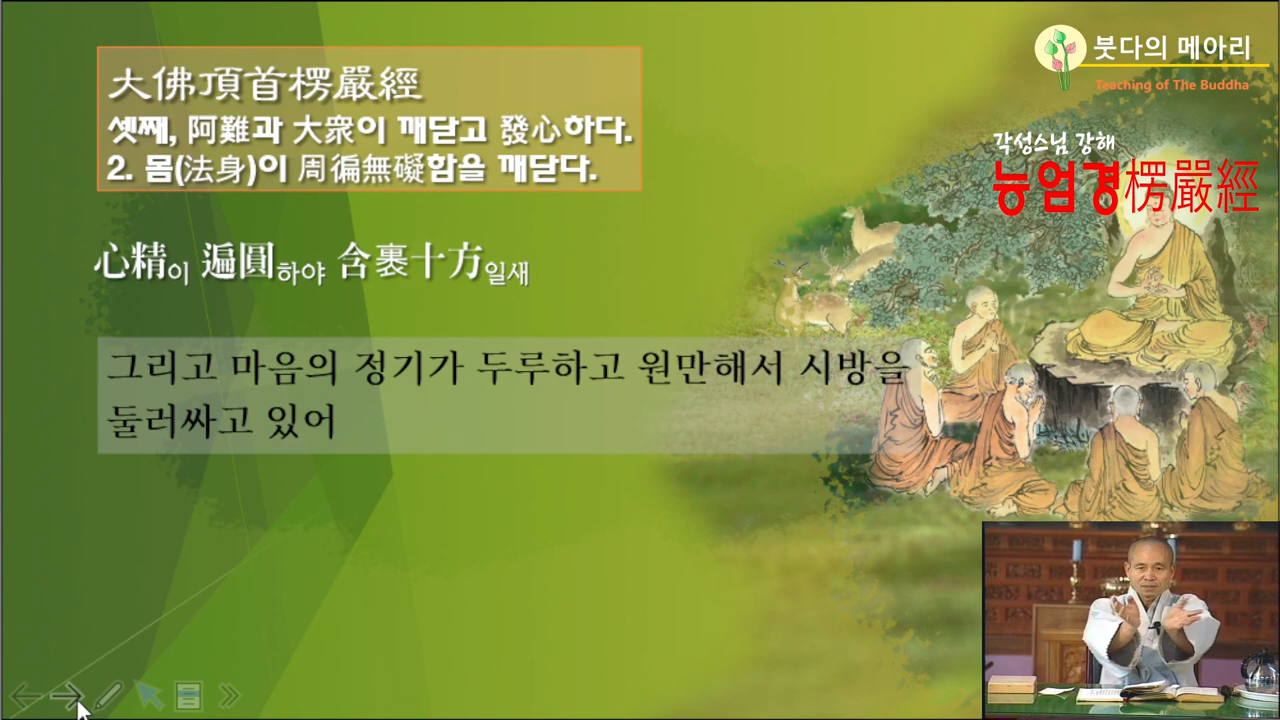 大佛頂首楞嚴經
셋째, 阿難과 大衆이 깨닫고 發心하다.
2. 몸(法身)이 周徧無礙함을 깨닫다.
心精이 遍圓하야 含裹十方일새
그리고 마음의 정기가 두루하고 원만해서 시방을
둘러싸고 있어
붓다의 메아리
Teaching of The Buddha
각성스님 강해
능엄경楞嚴經